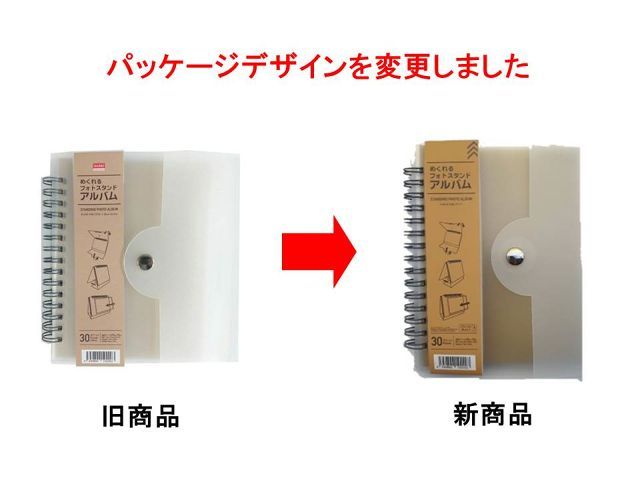 パッケージデザインを変更しました
めくれる
フォトスタンド
アルバム
STANDING PHOTO ALBUM
30
旧商品
めくれる
フォトスタンド
アルバム
STANDING PHOTO ALBUM
30
新商品